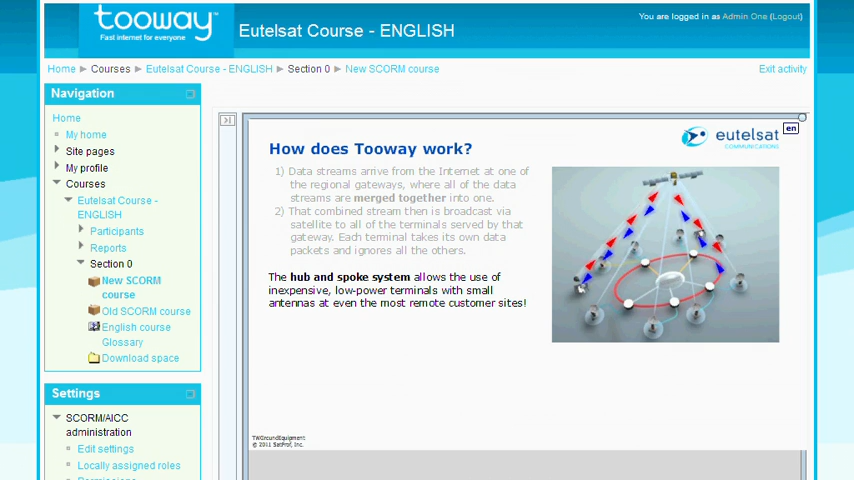 tooway™
Fast internet for everyone
Eutelsat Course - ENGLISH
You are logged in as Admin One (Logout)
Home ► Courses ► Eutelsat Course - ENGLISH ► Section 0 ► New SCORM course
Exit activity
Navigation
Home
My home
Site pages
My profile
Courses
Eutelsat Course -
ENGLISH
Participants
Reports
Section 0
New SCORM
course
Old SCORM course
English course
Glossary
Download space
Settings
SCORM/AICC
administration
Edit settings
Locally assigned roles
Permissions
eutelsat
COMMUNICATIONS
en
How does Tooway work?
1) Data streams arrive from the Internet at one of
the regional gateways, where all of the data
streams are merged together into one.
2) That combined stream then is broadcast via
satellite to all of the terminals served by that
gateway. Each terminal takes its own data
packets and ignores all the others.
The hub and spoke system allows the use of
inexpensive, low-power terminals with small
antennas at even the most remote customer sites!
TWGroundEquipment
© 2011 SatProf, Inc.